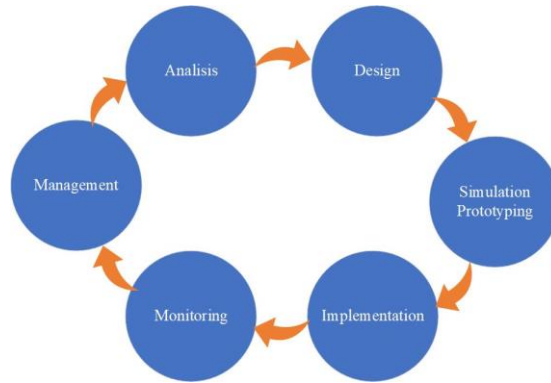 Analisis
Design
Simulation
Prototyping
Implementation
Monitoring
Management